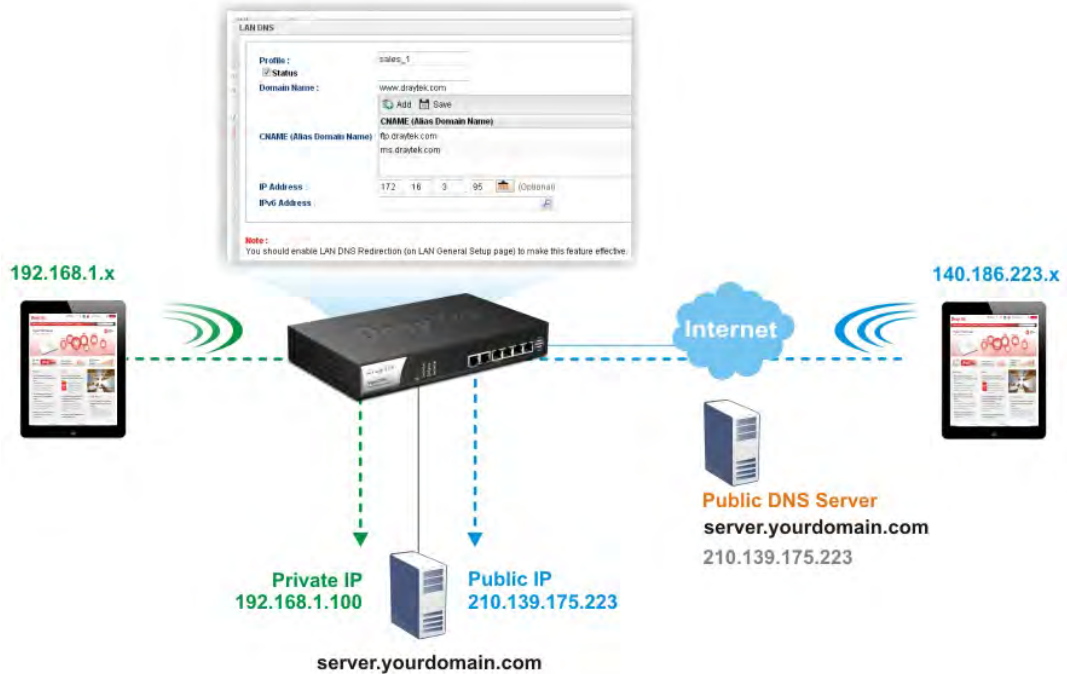 LAN DNS
Profile : sales_1
Status
Domain Name : www.draytek.com
Add Save
CNAME (Alias Domain Name)
CNAME (Alias Domain Name) ftp.draytek.com
ms.draytek.com
IP Address : 172 16 3 95 (Optional)
IPv6 Address :
Note :
You should enable LAN DNS Redirection (on LAN General Setup page) to make this feature effective.
192.168.1.x
140.186.223.x
Internet
Public DNS Server
server.yourdomain.com
210.139.175.223
Private IP
192.168.1.100
Public IP
210.139.175.223
server.yourdomain.com